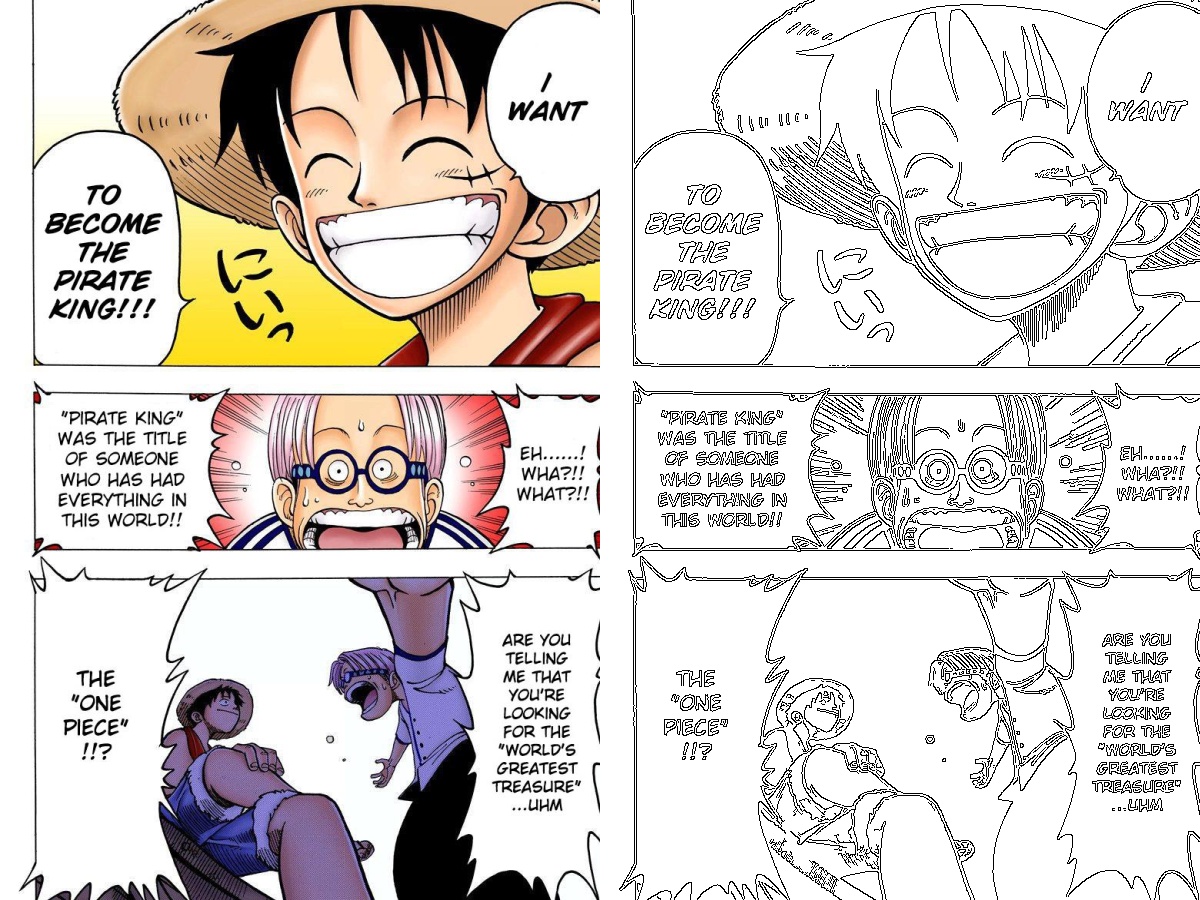 I
WANT
TO
BECOME
THE
PIRATE
KING!!!
にいっ
"PIRATE KING"
WAS THE TITLE
OF SOMEONE
WHO HAS HAD
EVERYTHING IN
THIS WORLD!!
EH......!
WHA?!!
WHAT?!!
THE
"ONE
PIECE"
!!?
ARE YOU
TELLING
ME THAT
YOU'RE
LOOKING
FOR THE
"WORLD'S
GREATEST
TREASURE"
...UHM
I
WANT
TO
BECOME
THE
PIRATE
KING!!!
にいっ
"PIRATE KING"
WAS THE TITLE
OF SOMEONE
WHO HAS HAD
EVERYTHING IN
THIS WORLD!!
EH......!
WHA?!!
WHAT?!!
THE
"ONE
PIECE"
!!?
ARE YOU
TELLING
ME THAT
YOU'RE
LOOKING
FOR THE
"WORLD'S
GREATEST
TREASURE"
...UHM